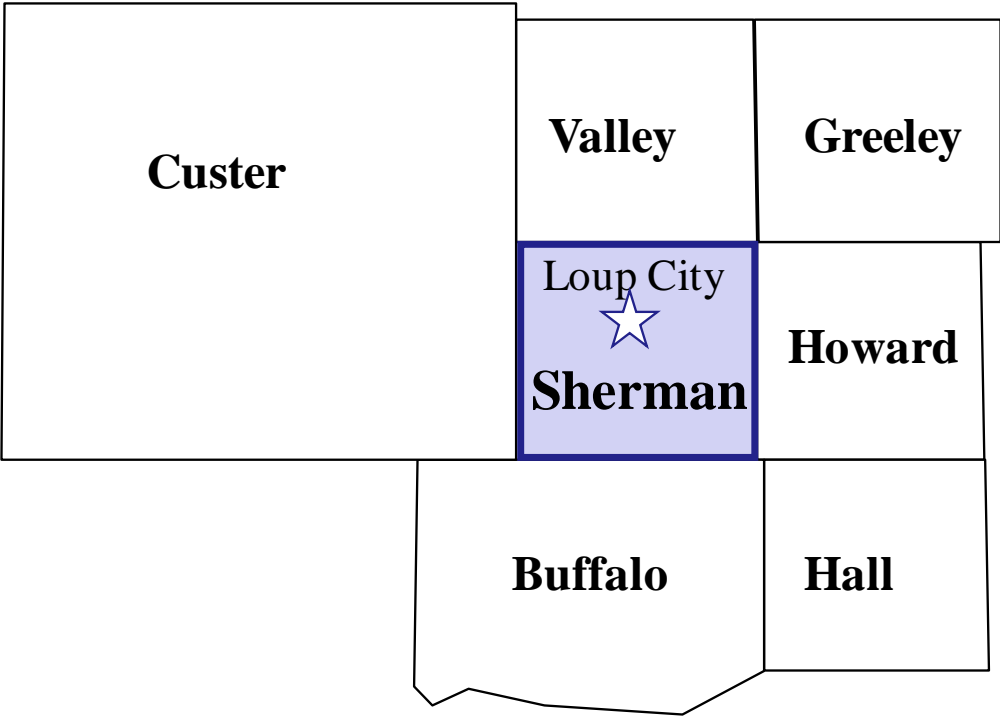 Valley
Greeley
Custer
Loup City
Howard
Sherman
Buffalo
Hall